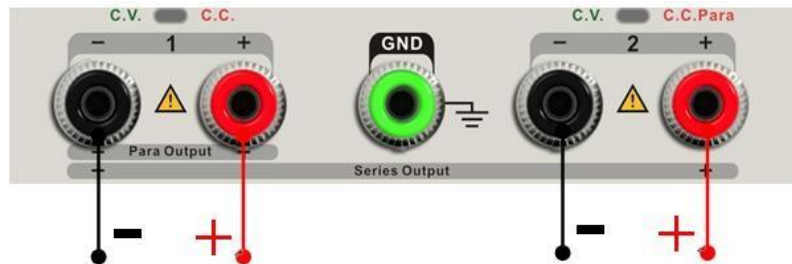 C.V. C.C. C.V. C.C.Para
- 1 + GND - 2 +
- Para Output +
+ Series Output +
- + - +